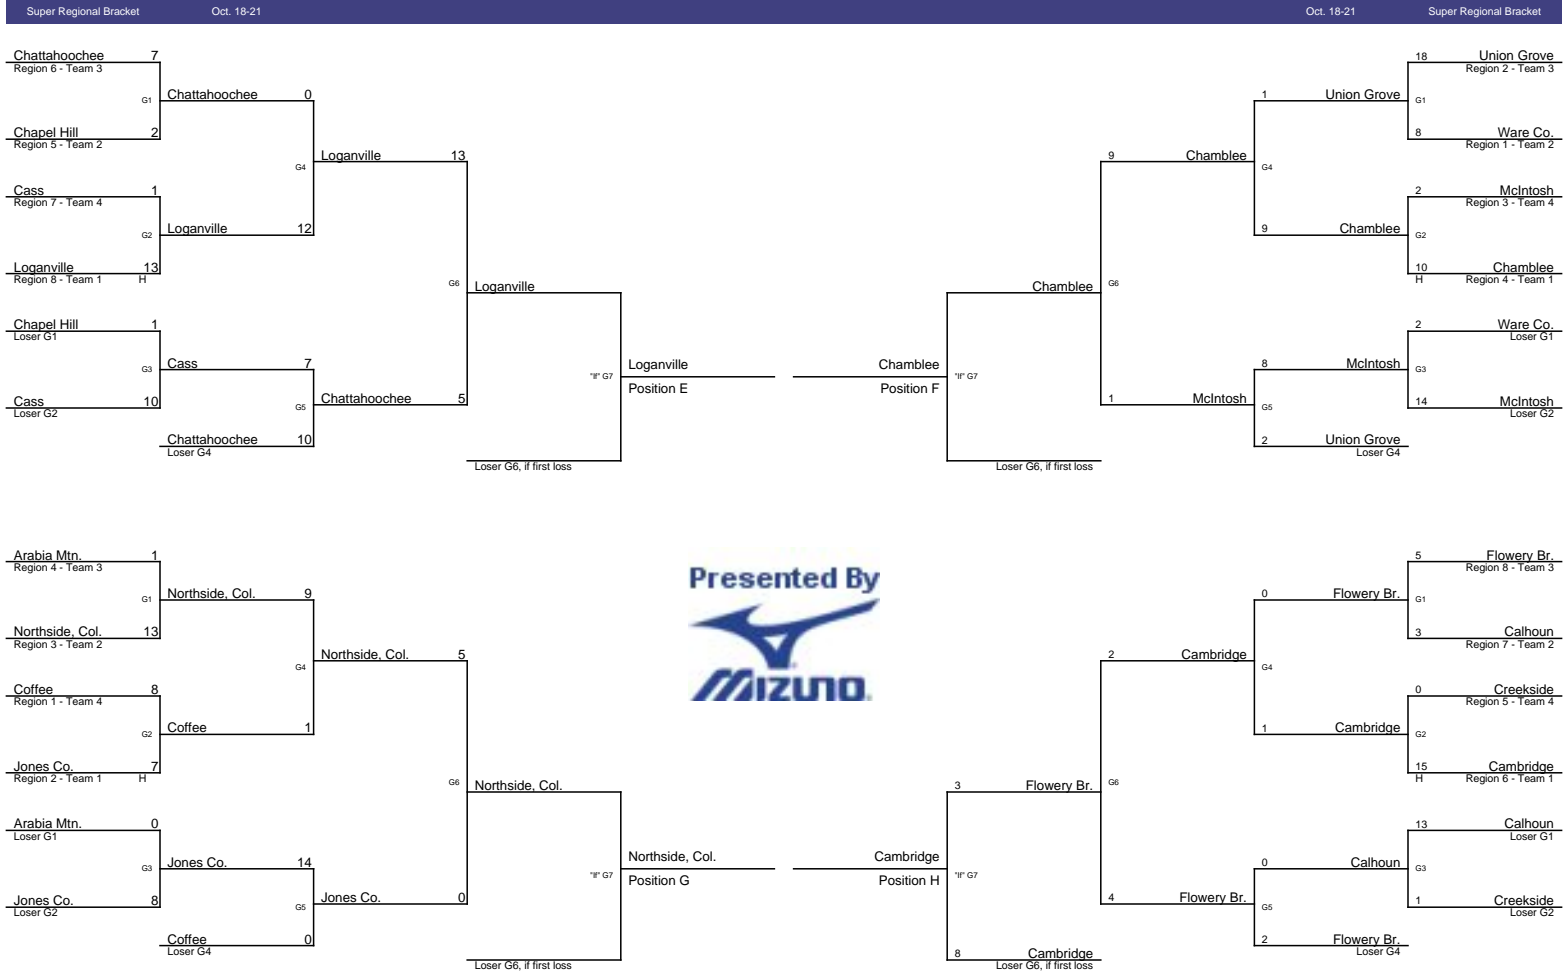 Super Regional Bracket Oct. 18-21 Oct. 18-21 Super Regional Bracket
Chattahoochee 7
Region 6 - Team 3
G1 Chattahoochee 0
Chapel Hill 2
Region 5 - Team 2
G4 Loganville 13
Cass 1
Region 7 - Team 4
G2 Loganville 12
Loganville 13
Region 8 - Team 1 H
G6 Loganville
Chapel Hill 1
Loser G1
G3 Cass 7
Cass 10
Loser G2
G5 Chattahoochee 5
Chattahoochee 10
Loser G4
Loser G6, if first loss
"If" G7
Loganville
Position E
18 Union Grove
Region 2 - Team 3
1 Union Grove G1
8 Ware Co.
Region 1 - Team 2
9 Chamblee G4
2 McIntosh
Region 3 - Team 4
9 Chamblee G2
10 Chamblee
H Region 4 - Team 1
Chamblee G6
2 Ware Co.
Loser G1
8 McIntosh G3
14 McIntosh
Loser G2
1 McIntosh G5
2 Union Grove
Loser G4
Loser G6, if first loss
Chamblee
Position F
"If" G7
Arabia Mtn. 1
Region 4 - Team 3
G1 Northside, Col. 9
Northside, Col. 13
Region 3 - Team 2
G4 Northside, Col. 5
Coffee 8
Region 1 - Team 4
G2 Coffee 1
Jones Co. 7
Region 2 - Team 1 H
G6 Northside, Col.
Arabia Mtn. 0
Loser G1
G3 Jones Co. 14
Jones Co. 8
Loser G2
G5 Jones Co. 0
Coffee 0
Loser G4
Loser G6, if first loss
"If" G7
Northside, Col.
Position G
Presented By
MIZUNO
5 Flowery Br.
Region 8 - Team 3
0 Flowery Br. G1
3 Calhoun
Region 7 - Team 2
2 Cambridge G4
0 Creekside
Region 5 - Team 4
1 Cambridge G2
15 Cambridge
H Region 6 - Team 1
3 Flowery Br. G6
13 Calhoun
Loser G1
0 Calhoun G3
1 Creekside
Loser G2
4 Flowery Br. G5
2 Flowery Br.
Loser G4
8 Cambridge
Loser G6, if first loss
Cambridge
Position H
"If" G7